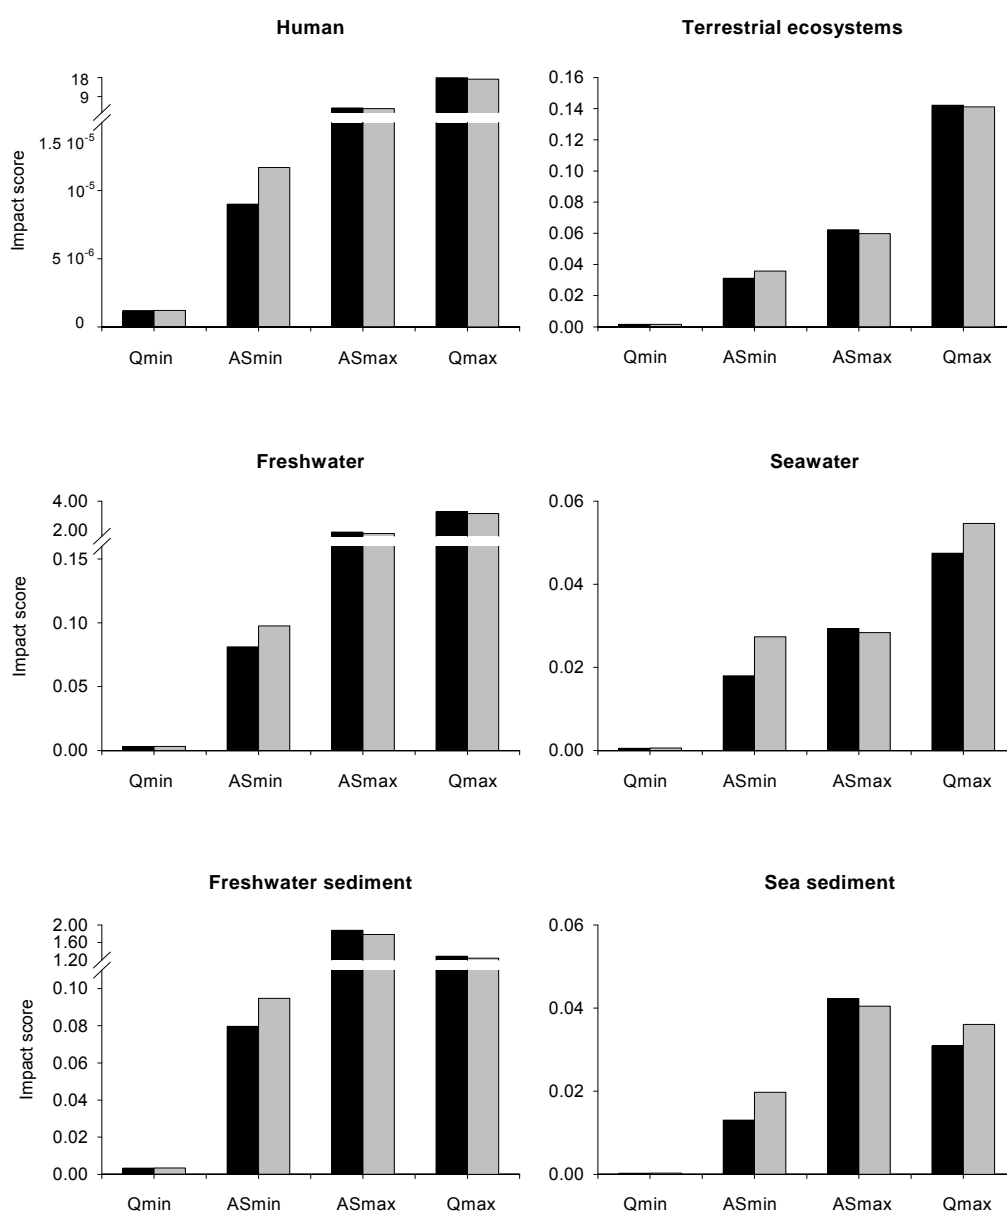 Human
18
9
1.5 10-5
10-5
5 10-6
0
Impact score
Qmin ASmin ASmax Qmax
Terrestrial ecosystems
0.16
0.14
0.12
0.10
0.08
0.06
0.04
0.02
0.00
Qmin ASmin ASmax Qmax
Freshwater
4.00
2.00
0.15
0.10
0.05
0.00
Impact score
Qmin ASmin ASmax Qmax
Seawater
0.06
0.04
0.02
0.00
Qmin ASmin ASmax Qmax
Freshwater sediment
2.00
1.60
1.20
0.10
0.08
0.06
0.04
0.02
0.00
Impact score
Qmin ASmin ASmax Qmax
Sea sediment
0.06
0.04
0.02
0.00
Qmin ASmin ASmax Qmax